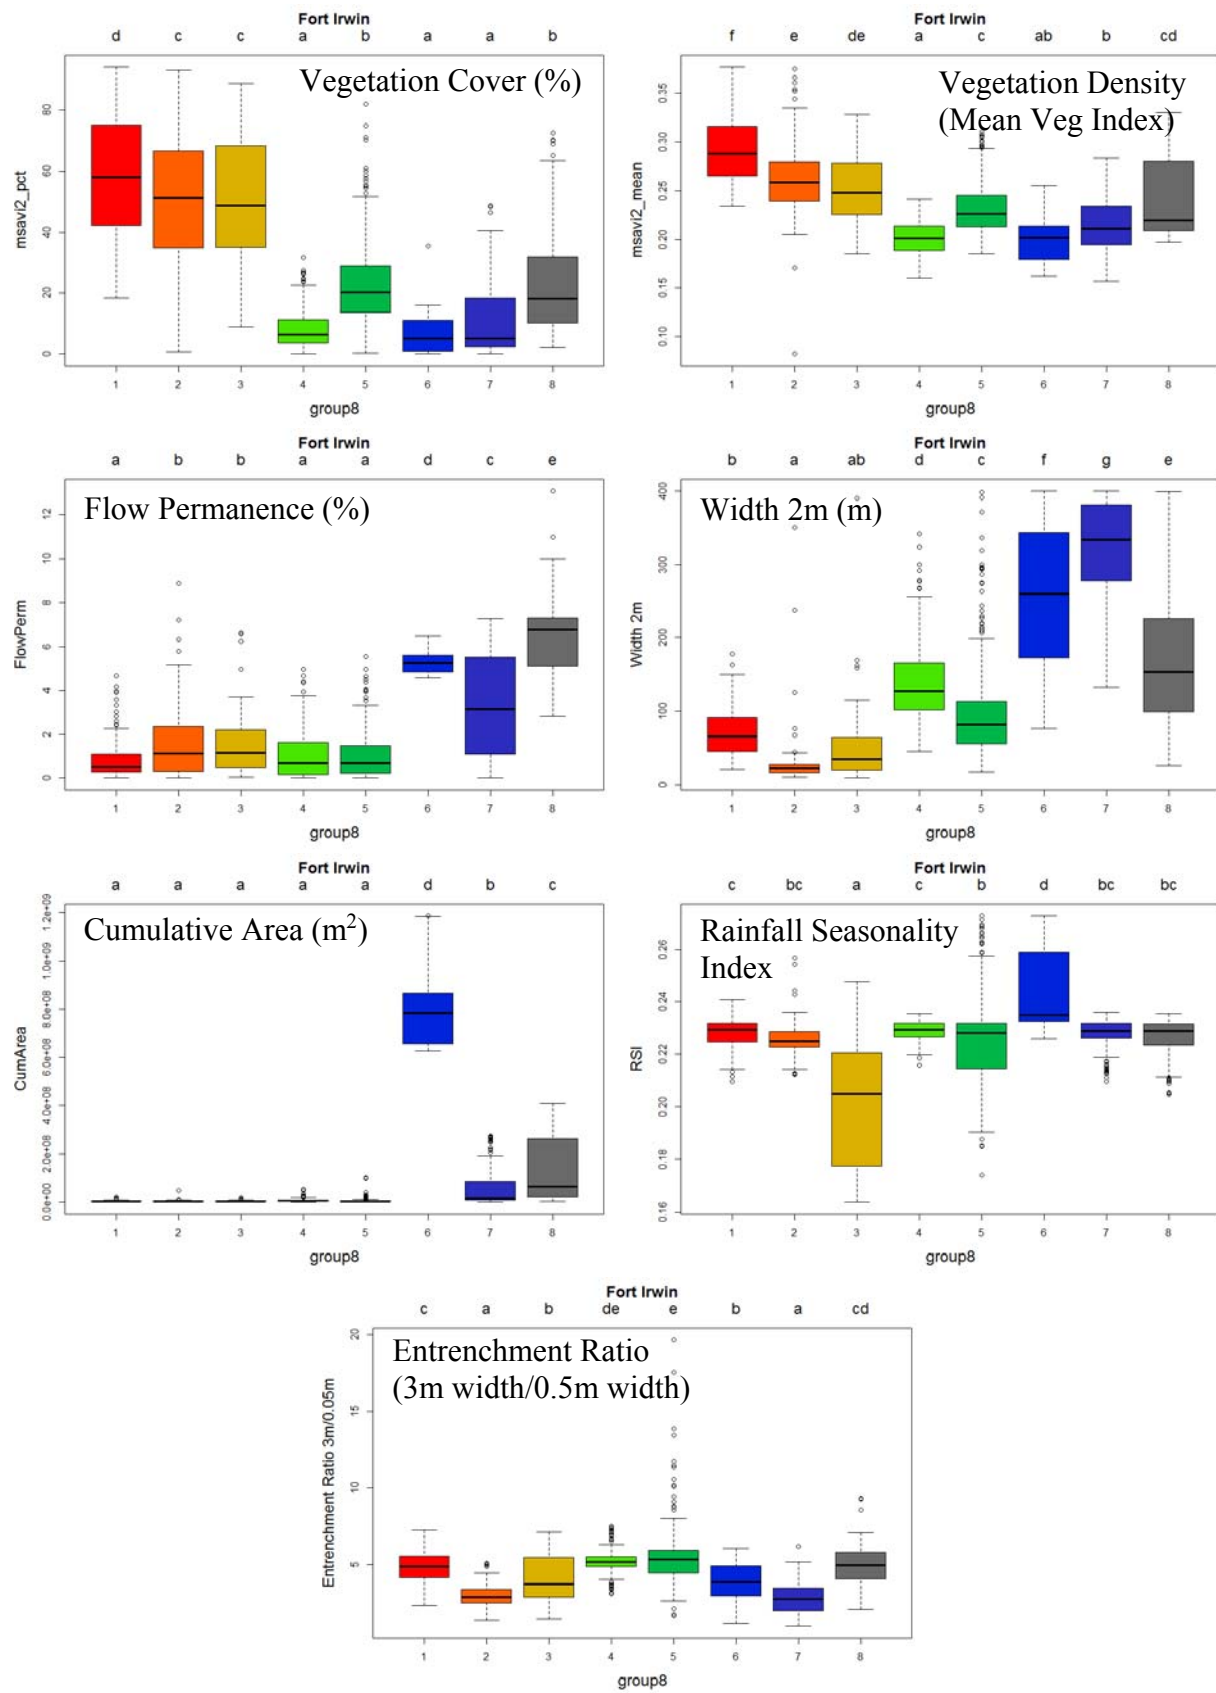 Fort Irwin
d c c a b a a b
Vegetation Cover (%)
msavi2_pct
80
60
40
20
0
1 2 3 4 5 6 7 8
group8
Fort Irwin
f e de a c ab b cd
Vegetation Density
(Mean Veg Index)
msavi2_mean
0.35
0.30
0.25
0.20
0.15
0.10
1 2 3 4 5 6 7 8
group8
Fort Irwin
a b b a a d c e
Flow Permanence (%)
FlowPerm
12
10
8
6
4
2
0
1 2 3 4 5 6 7 8
group8
Fort Irwin
b a ab d c f g e
Width 2m (m)
Width 2m
400
300
200
100
0
1 2 3 4 5 6 7 8
group8
Fort Irwin
a a a a a d b c
Cumulative Area (m²)
CumArea
1.2e+09
1.0e+09
8.0e+08
6.0e+08
4.0e+08
2.0e+08
0.0e+00
1 2 3 4 5 6 7 8
group8
Fort Irwin
c bc a c b d bc bc
Rainfall Seasonality
Index
RSI
0.26
0.24
0.22
0.20
0.18
0.16
1 2 3 4 5 6 7 8
group8
Fort Irwin
c a b de e b a cd
Entrenchment Ratio
(3m width/0.5m width)
Entrenchment Ratio 3m/0.05m
20
15
10
5
1 2 3 4 5 6 7 8
group8